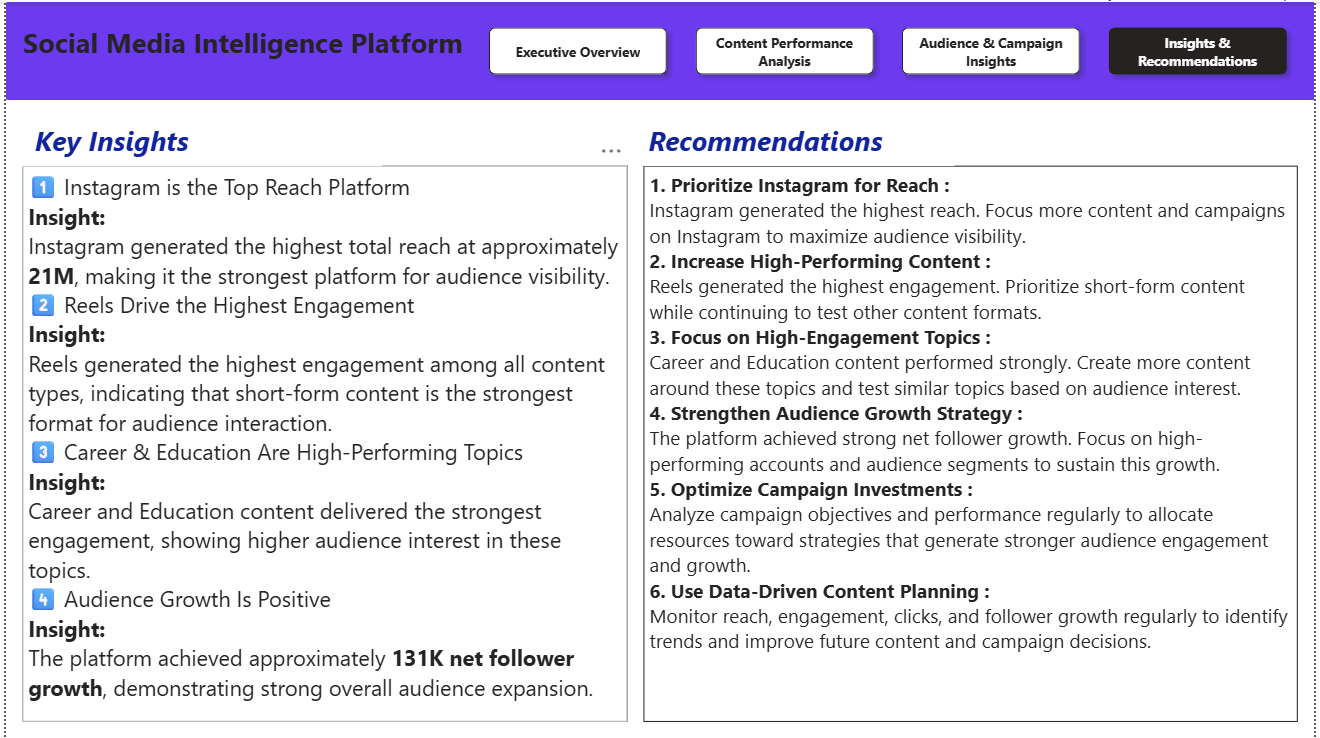 Social Media Intelligence Platform
Executive Overview
Content Performance
Analysis
Audience & Campaign
Insights
Insights &
Recommendations
Key Insights
...
Recommendations
1️⃣ Instagram is the Top Reach Platform
Insight:
Instagram generated the highest total reach at approximately
21M, making it the strongest platform for audience visibility.
2️⃣ Reels Drive the Highest Engagement
Insight:
Reels generated the highest engagement among all content
types, indicating that short-form content is the strongest
format for audience interaction.
3️⃣ Career & Education Are High-Performing Topics
Insight:
Career and Education content delivered the strongest
engagement, showing higher audience interest in these
topics.
4️⃣ Audience Growth Is Positive
Insight:
The platform achieved approximately 131K net follower
growth, demonstrating strong overall audience expansion.
1. Prioritize Instagram for Reach :
Instagram generated the highest reach. Focus more content and campaigns
on Instagram to maximize audience visibility.
2. Increase High-Performing Content :
Reels generated the highest engagement. Prioritize short-form content
while continuing to test other content formats.
3. Focus on High-Engagement Topics :
Career and Education content performed strongly. Create more content
around these topics and test similar topics based on audience interest.
4. Strengthen Audience Growth Strategy :
The platform achieved strong net follower growth. Focus on high-
performing accounts and audience segments to sustain this growth.
5. Optimize Campaign Investments :
Analyze campaign objectives and performance regularly to allocate
resources toward strategies that generate stronger audience engagement
and growth.
6. Use Data-Driven Content Planning :
Monitor reach, engagement, clicks, and follower growth regularly to identify
trends and improve future content and campaign decisions.